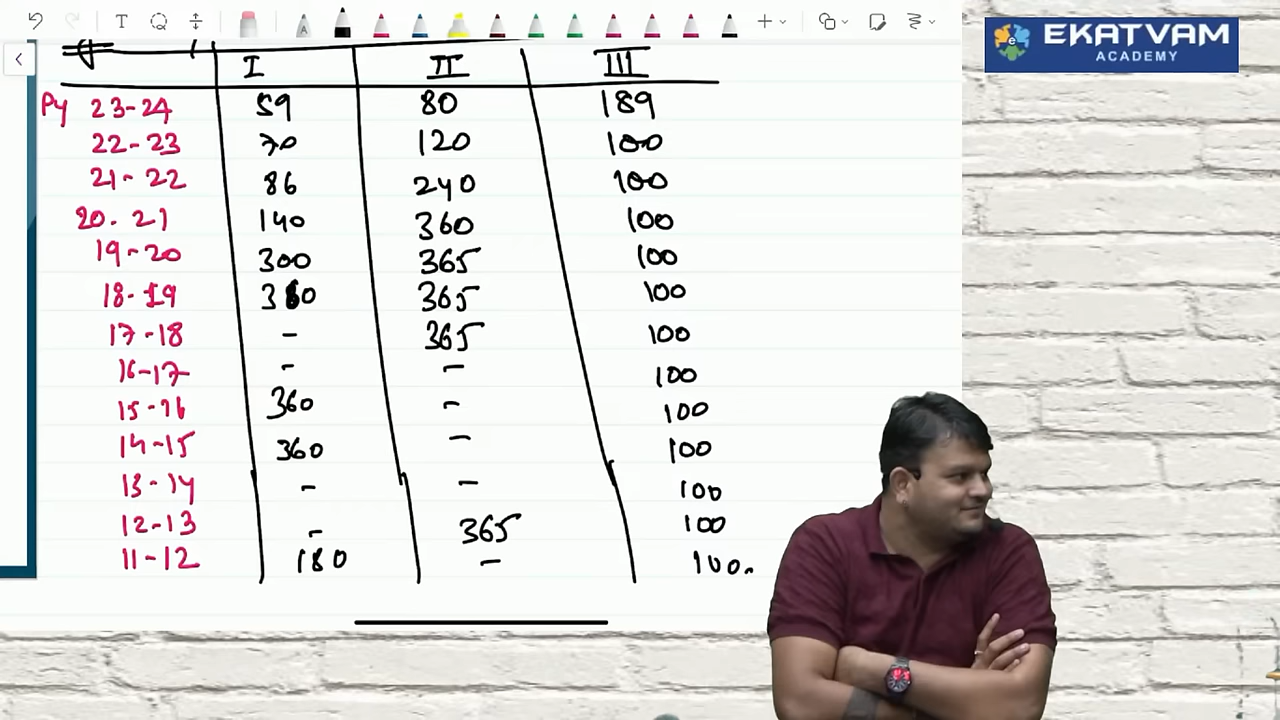 EKATVAM
ACADEMY
I II III
Py 23-24 59 80 189
22-23 70 120 100
21-22 86 240 100
20-21 140 360 100
19-20 300 365 100
18-19 360 365 100
17-18 - 365 100
16-17 - - 100
15-16 360 - 100
14-15 360 - 100
13-14 - - 100
12-13 - 365 100
11-12 180 - 100.